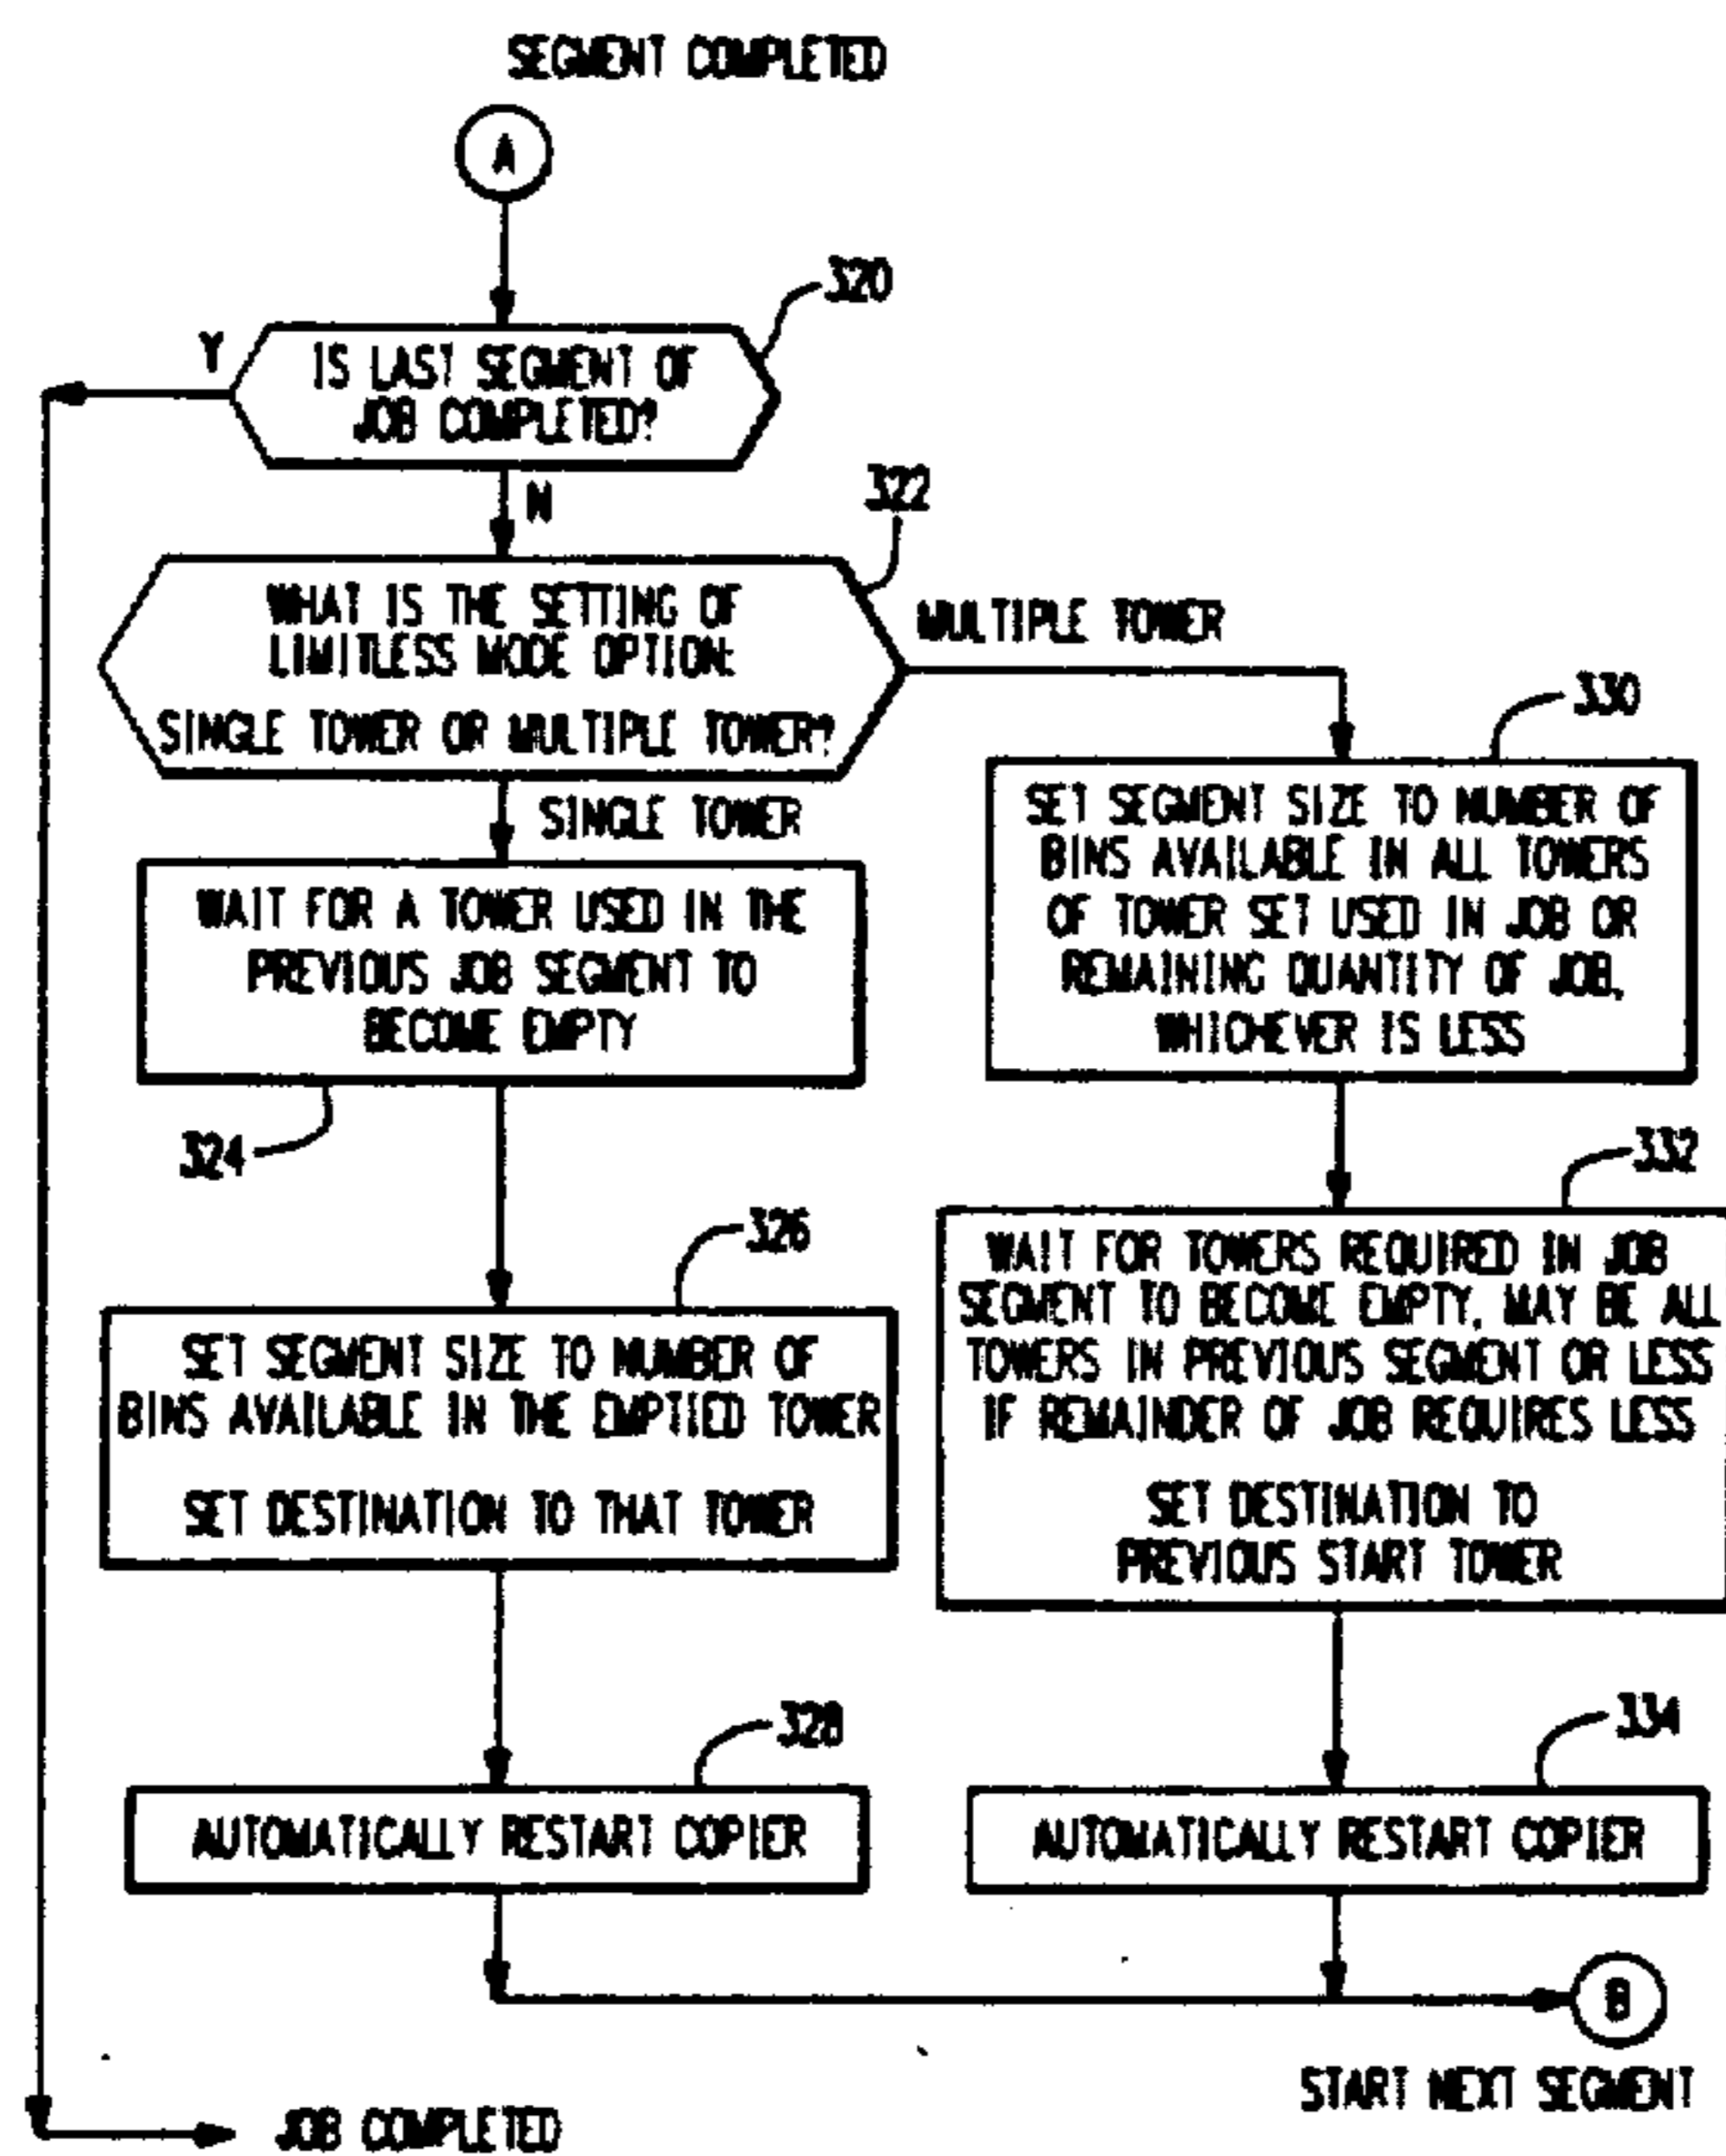 SEGMENT COMPLETED
A
320
Y
IS LAST SEGMENT OF
JOB COMPLETED?
N
322
WHAT IS THE SETTING OF
LIMITLESS MODE OPTION:
SINGLE TOWER OR MULTIPLE TOWER?
MULTIPLE TOWER
SINGLE TOWER
330
SET SEGMENT SIZE TO NUMBER OF
BINS AVAILABLE IN ALL TOWERS
OF TOWER SET USED IN JOB OR
REMAINING QUANTITY OF JOB,
WHICHEVER IS LESS
WAIT FOR A TOWER USED IN THE
PREVIOUS JOB SEGMENT TO
BECOME EMPTY
324
332
WAIT FOR TOWERS REQUIRED IN JOB
SEGMENT TO BECOME EMPTY, MAY BE ALL
TOWERS IN PREVIOUS SEGMENT OR LESS
IF REMAINDER OF JOB REQUIRES LESS
SET DESTINATION TO
PREVIOUS START TOWER
326
SET SEGMENT SIZE TO NUMBER OF
BINS AVAILABLE IN THE EMPTIED TOWER
SET DESTINATION TO THAT TOWER
328
AUTOMATICALLY RESTART COPIER
334
AUTOMATICALLY RESTART COPIER
B
START NEXT SEGMENT
JOB COMPLETED